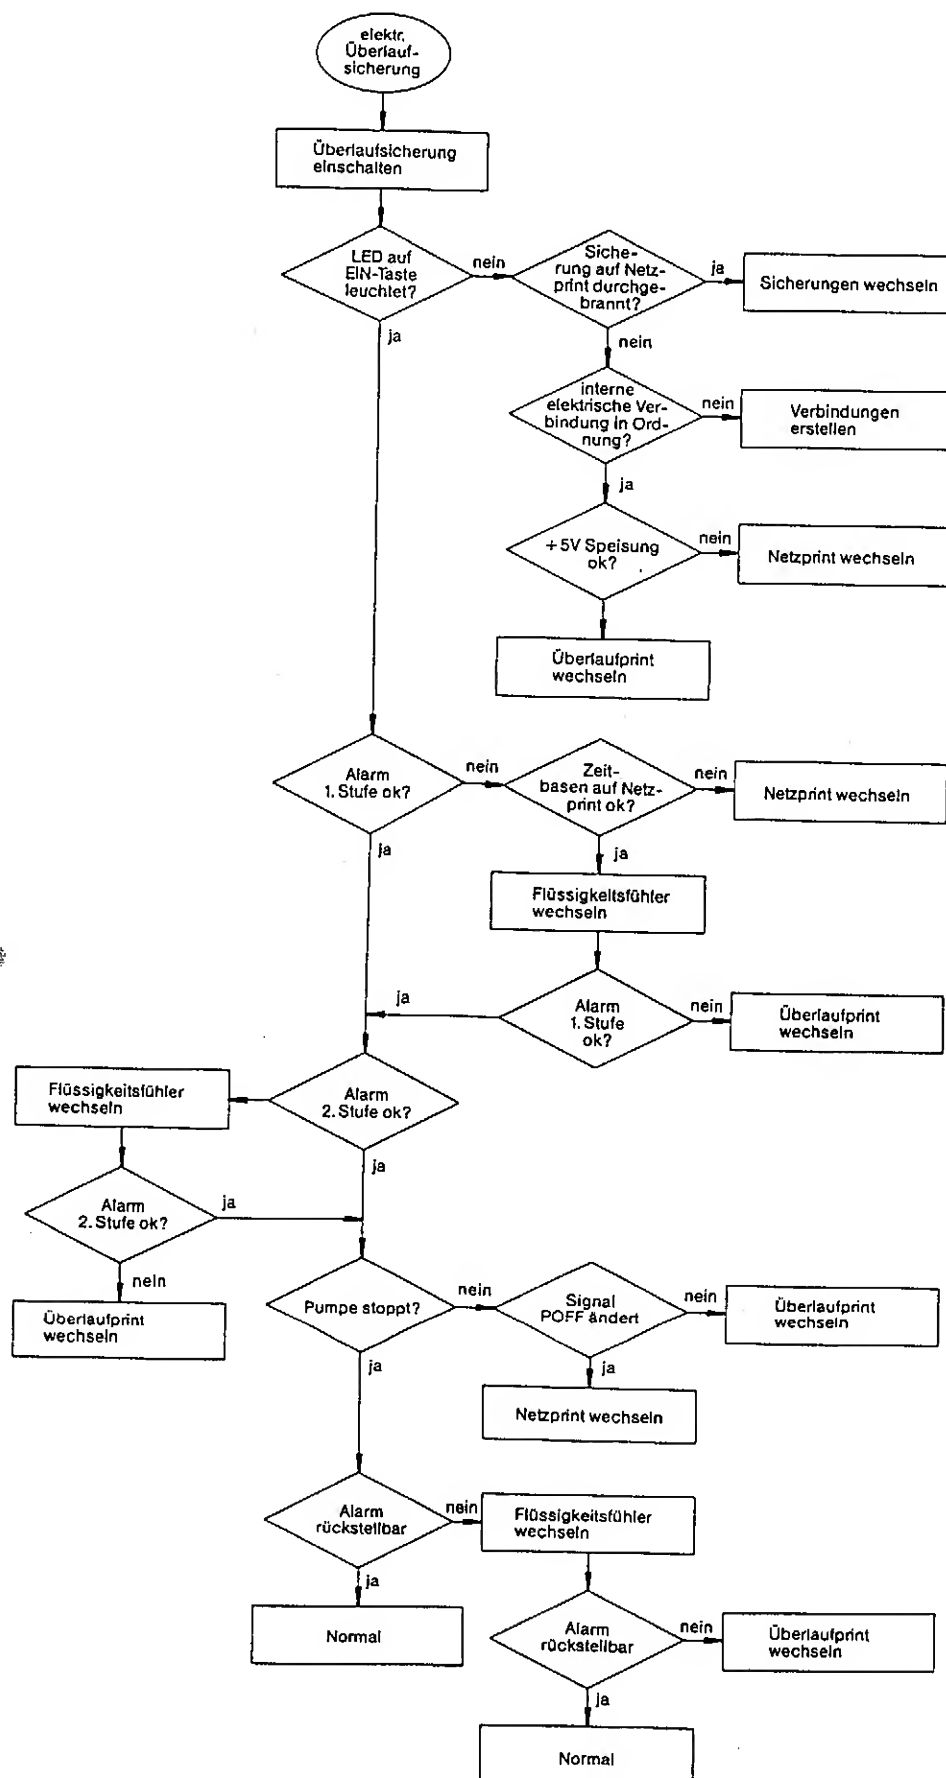 elektr.
Überlauf-
sicherung
Überlaufsicherung
einschalten
LED auf
EIN-Taste
leuchtet?
nein
Siche-
rung auf Netz-
print durchge-
brannt?
ja
Sicherungen wechseln
ja
nein
interne
elektrische Ver-
bindung in Ord-
nung?
nein
Verbindungen
erstellen
ja
+5V Speisung
ok?
nein
Netzprint wechseln
Überlaufprint
wechseln
Alarm
1. Stufe ok?
nein
Zeit-
basen auf Netz-
print ok?
nein
Netzprint wechseln
ja
ja
Flüssigkeitsfühler
wechseln
ja
Alarm
1. Stufe
ok?
nein
Überlaufprint
wechseln
Flüssigkeitsfühler
wechseln
Alarm
2. Stufe ok?
ja
Alarm
2. Stufe ok?
ja
nein
Überlaufprint
wechseln
Pumpe stoppt?
nein
Signal
POFF ändert
nein
Überlaufprint
wechseln
ja
ja
Netzprint wechseln
Alarm
rückstellbar
nein
Flüssigkeitsfühler
wechseln
ja
Normal
Alarm
rückstellbar
nein
Überlaufprint
wechseln
ja
Normal